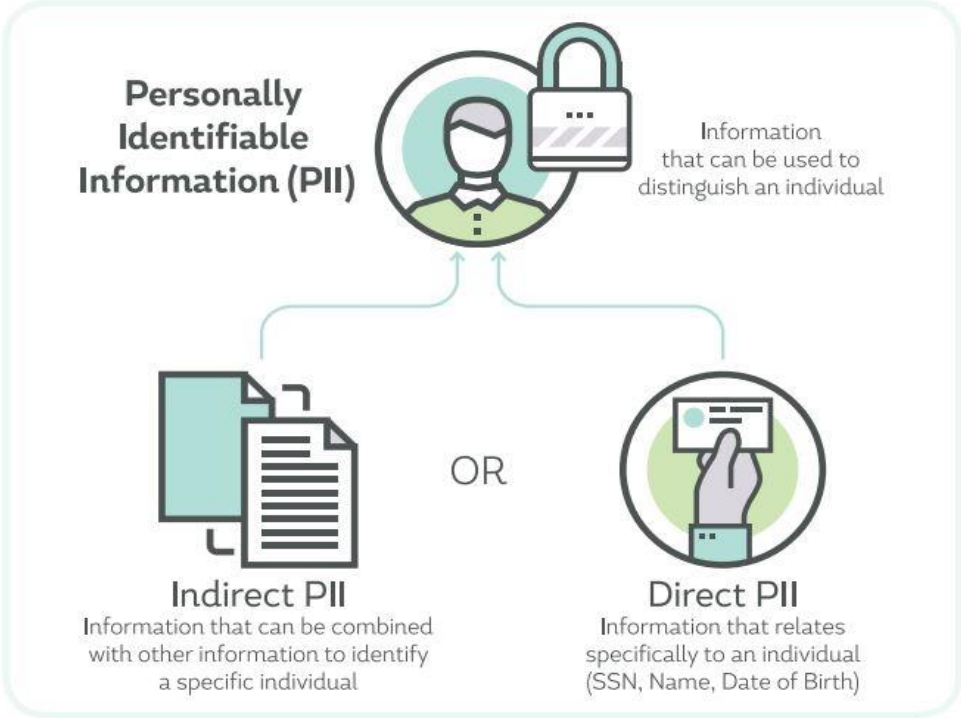 Personally
Identifiable
Information (PII)
Information
that can be used to
distinguish an individual
OR
Indirect PII
Information that can be combined
with other information to identify
a specific individual
Direct PII
Information that relates
specifically to an individual
(SSN, Name, Date of Birth)